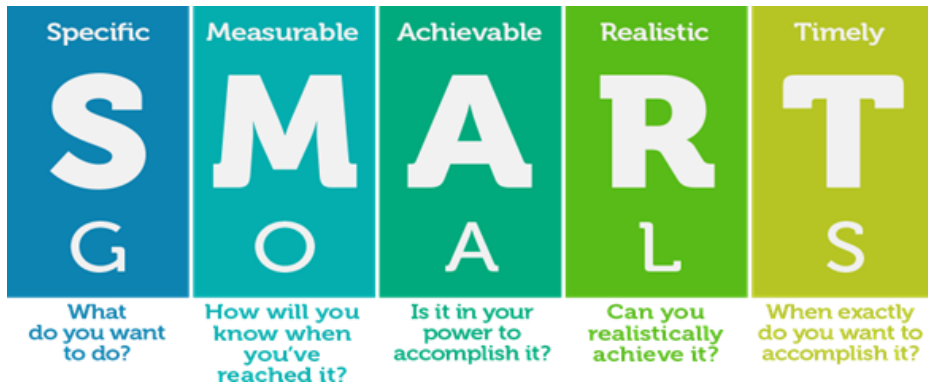 Specific Measurable Achievable Realistic Timely
S M A R T
G O A L S
What
do you want
to do?
How will you
know when
you've
reached it?
Is it in your
power to
accomplish it?
Can you
realistically
achieve it?
When exactly
do you want to
accomplish it?